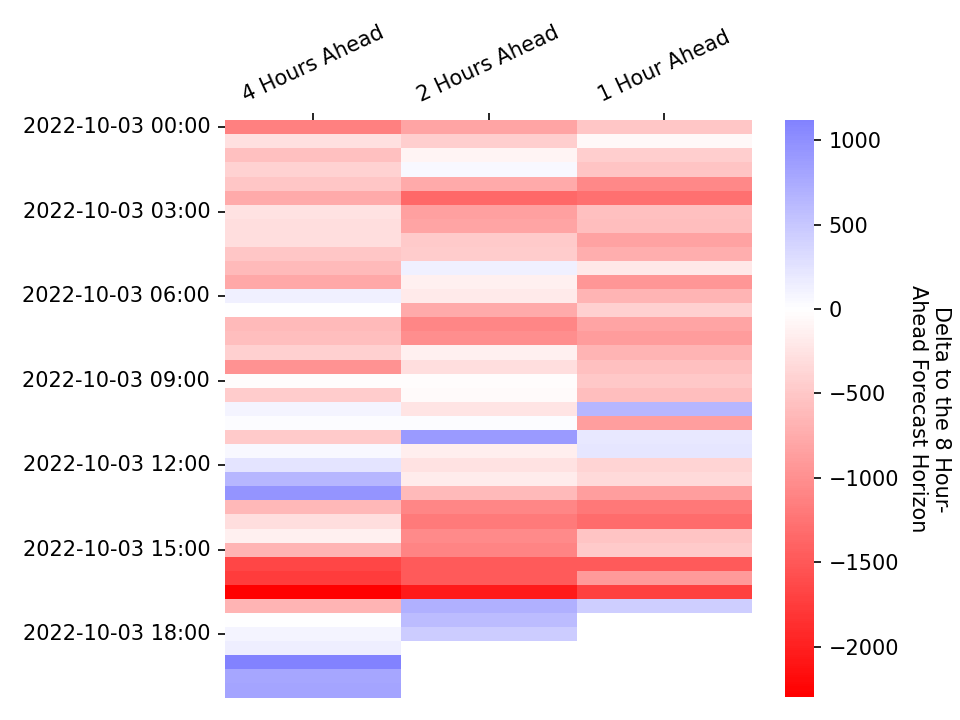 4 Hours Ahead
2 Hours Ahead
1 Hour Ahead
2022-10-03 00:00
2022-10-03 03:00
2022-10-03 06:00
2022-10-03 09:00
2022-10-03 12:00
2022-10-03 15:00
2022-10-03 18:00
1000
500
0
−500
−1000
−1500
−2000
Delta to the 8 Hour-
Ahead Forecast Horizon